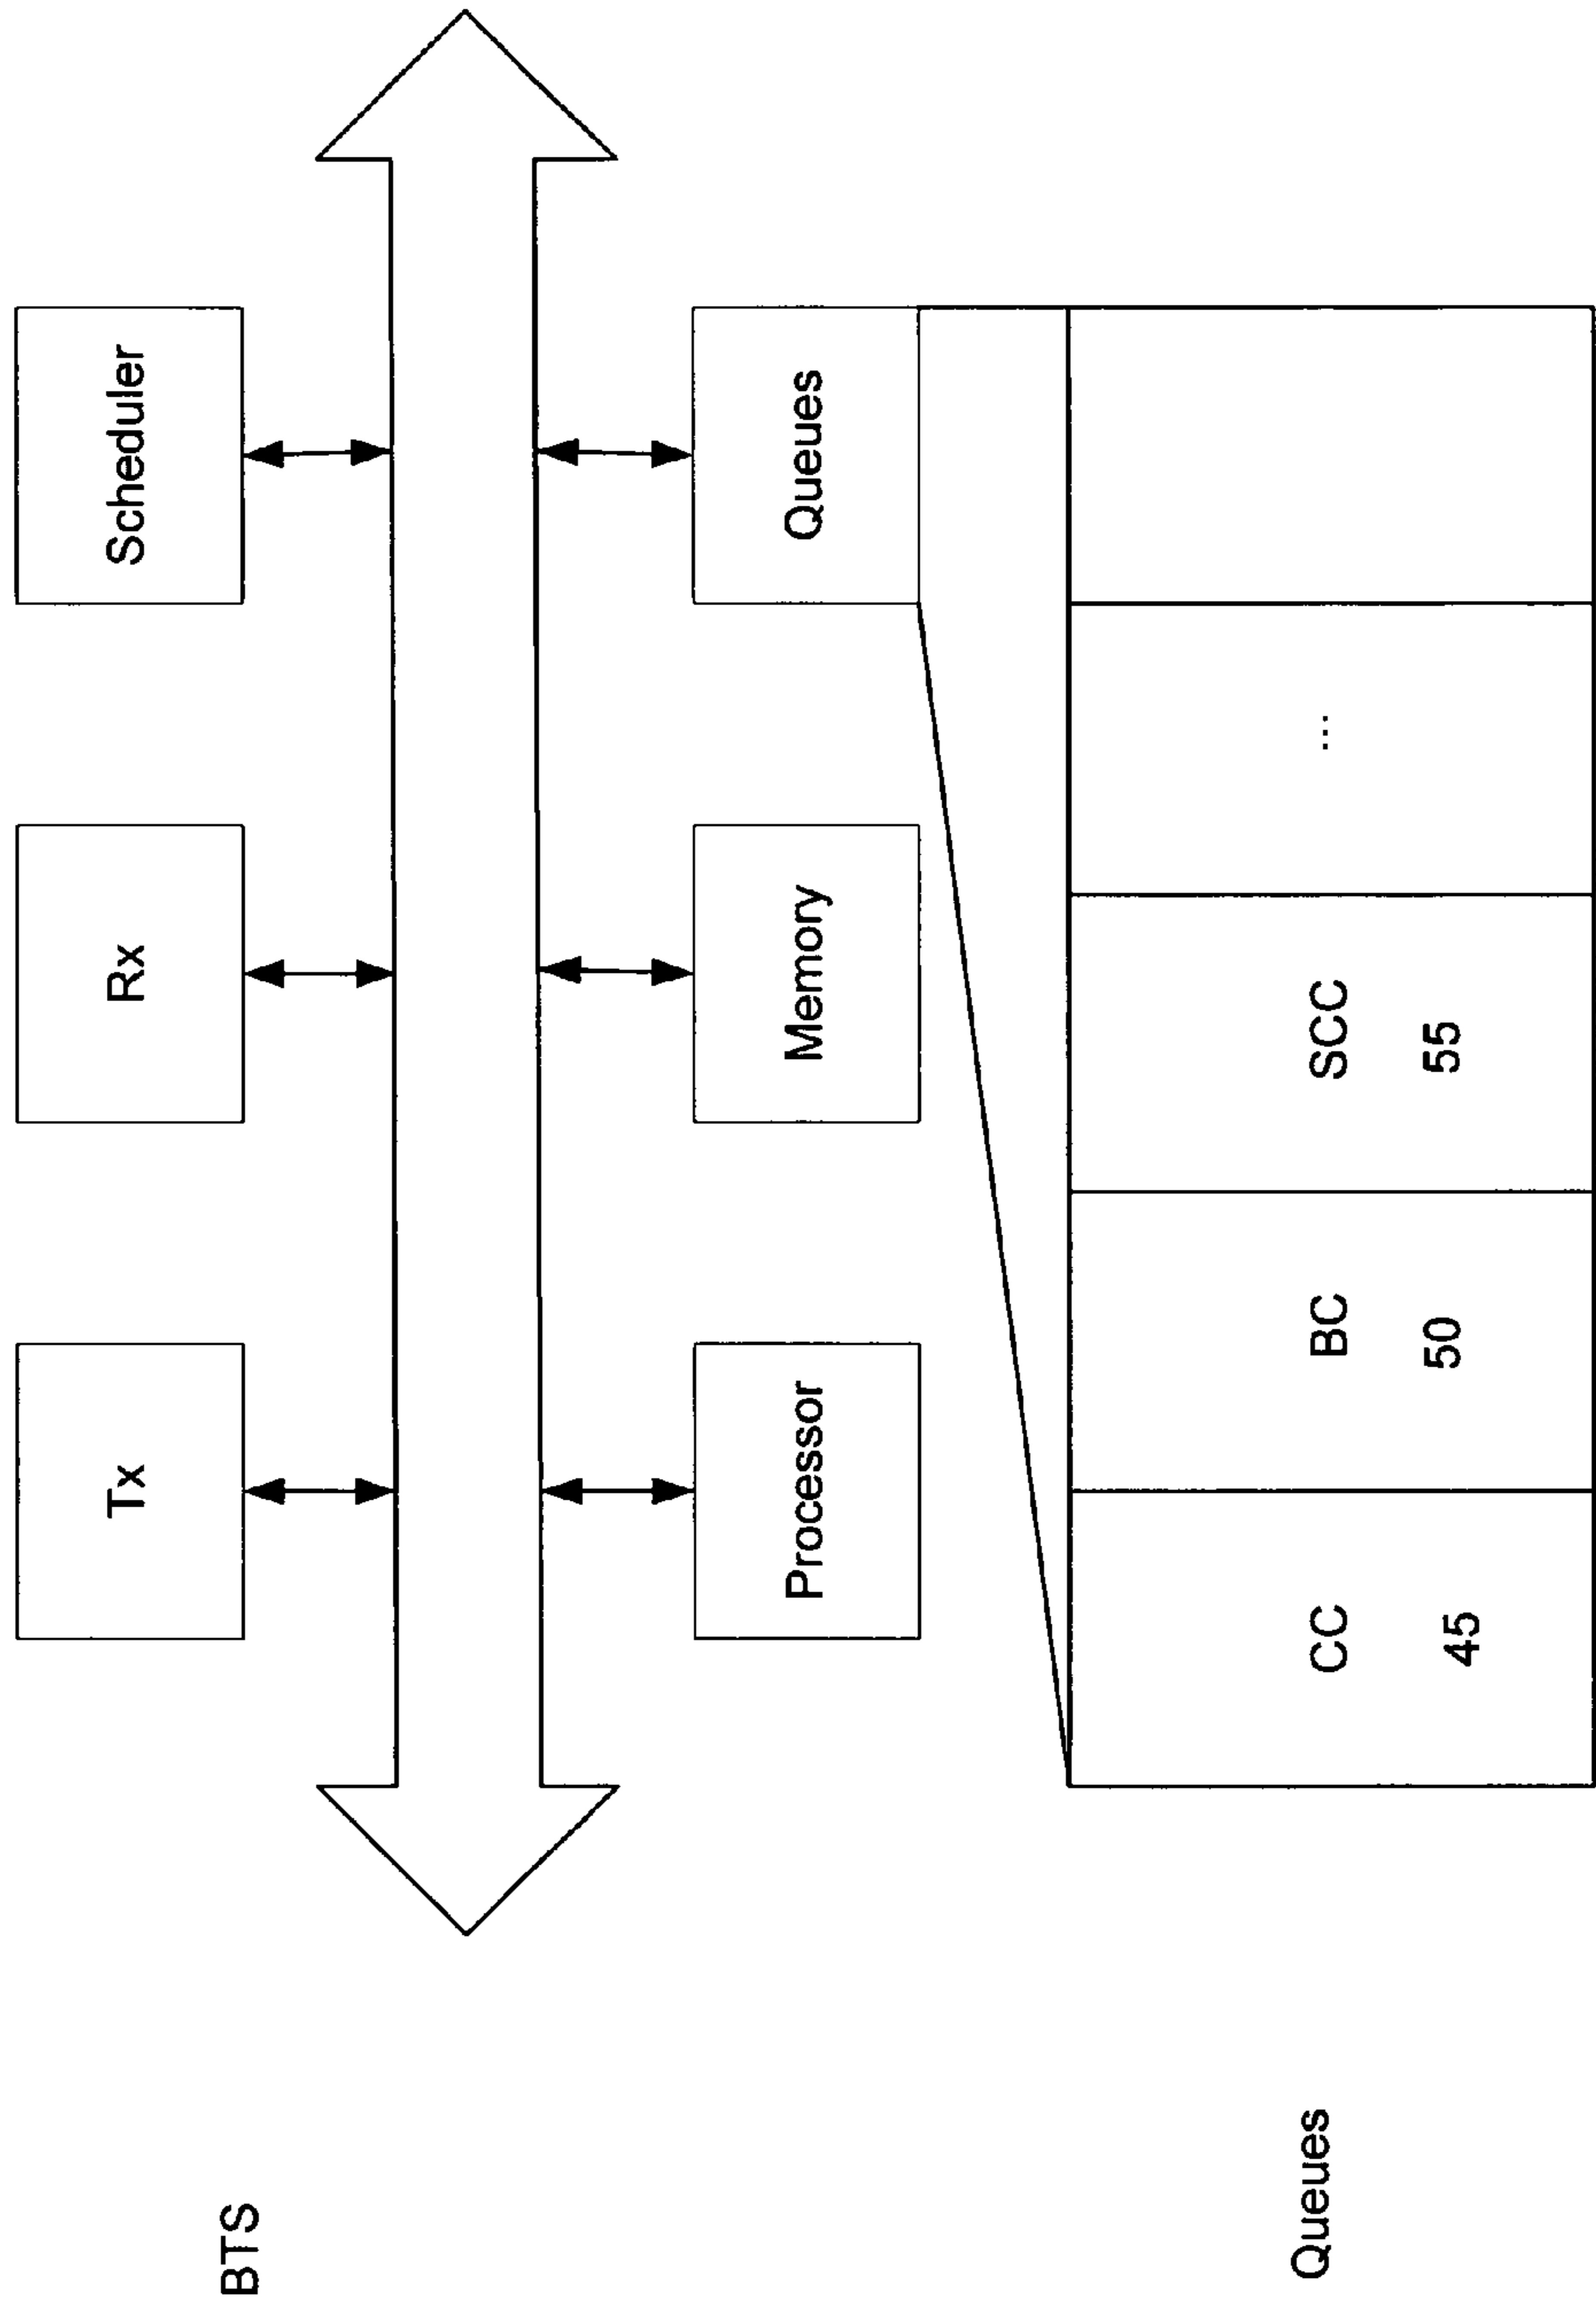 BTS
Tx
Rx
Scheduler
Processor
Memory
Queues
Queues
CC
BC
SCC
...
45
50
55